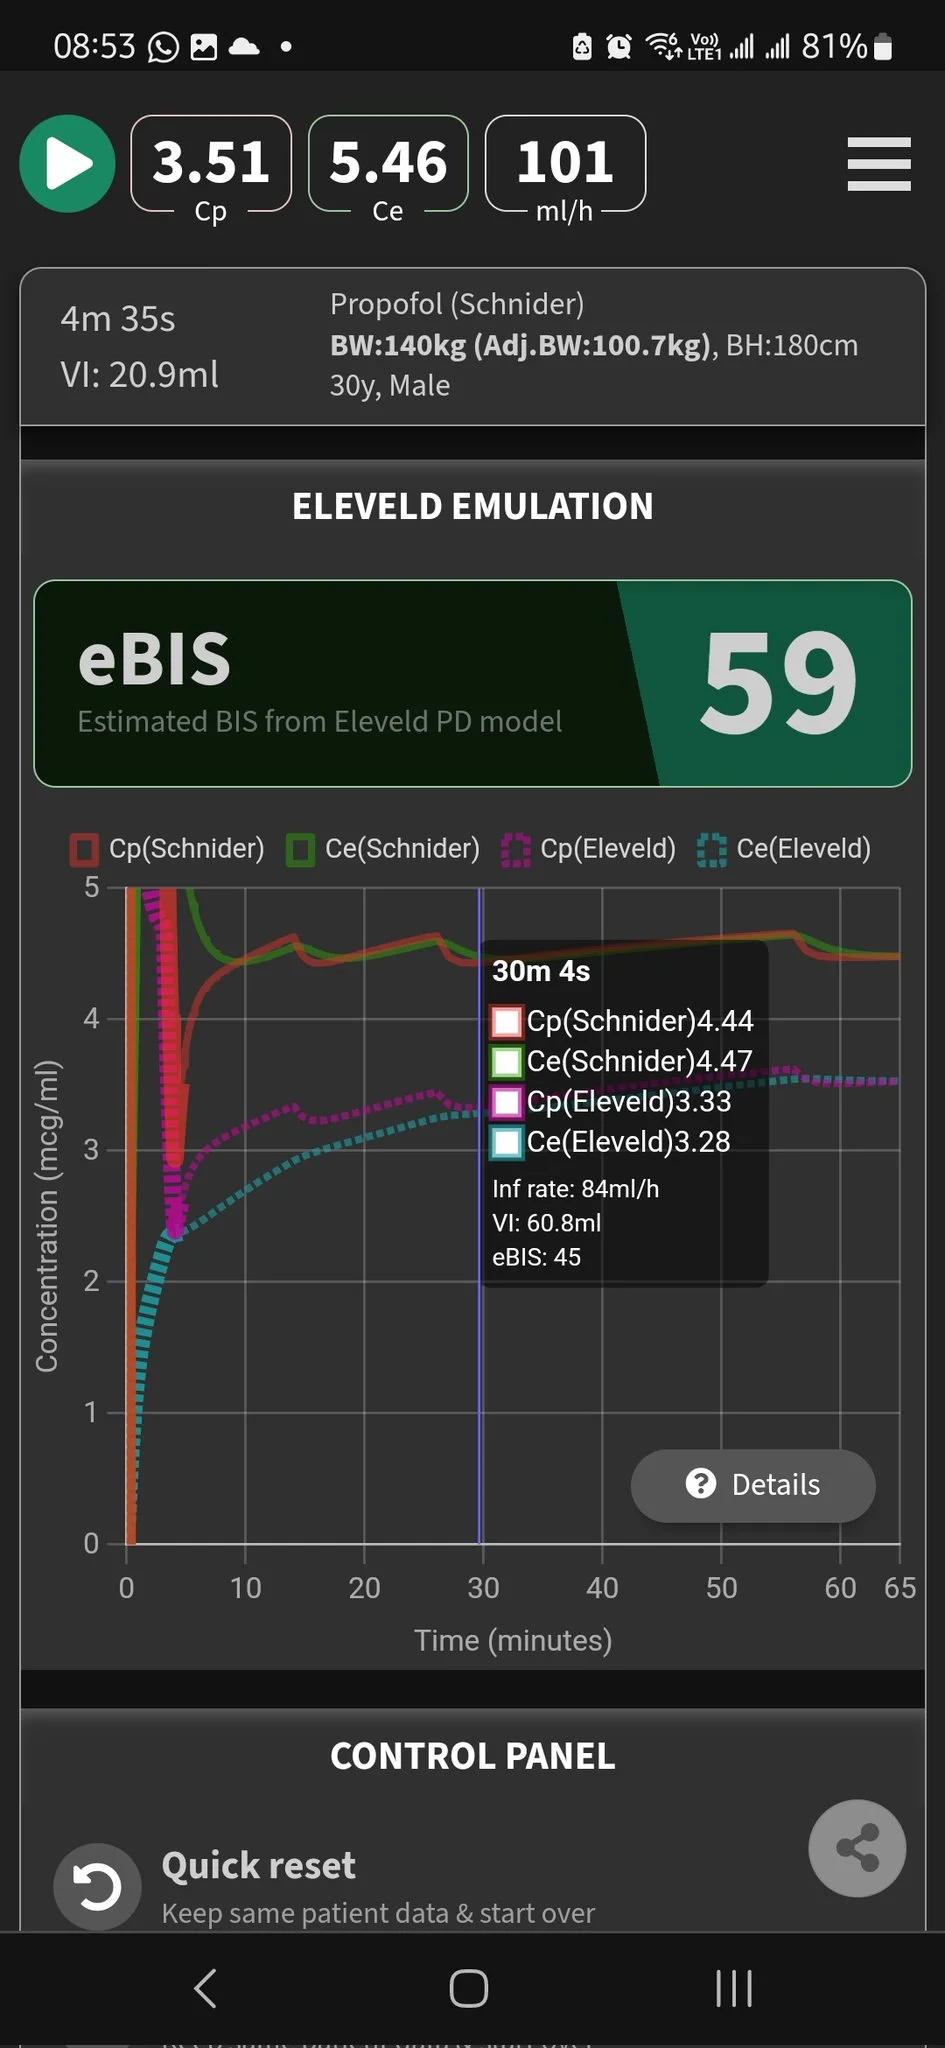 08:53 81%
Vo)) LTE1
3.51 5.46 101
Cp Ce ml/h
4m 35s
VI: 20.9ml
Propofol (Schnider)
BW:140kg (Adj.BW:100.7kg), BH:180cm
30y, Male
ELEVELD EMULATION
eBIS
Estimated BIS from Eleveld PD model
59
Cp(Schnider) Ce(Schnider) Cp(Eleveld) Ce(Eleveld)
Concentration (mcg/ml)
5
4
3
2
1
0
30m 4s
Cp(Schnider)4.44
Ce(Schnider)4.47
Cp(Eleveld)3.33
Ce(Eleveld)3.28
Inf rate: 84ml/h
VI: 60.8ml
eBIS: 45
Details
0 10 20 30 40 50 60 65
Time (minutes)
CONTROL PANEL
Quick reset
Keep same patient data & start over